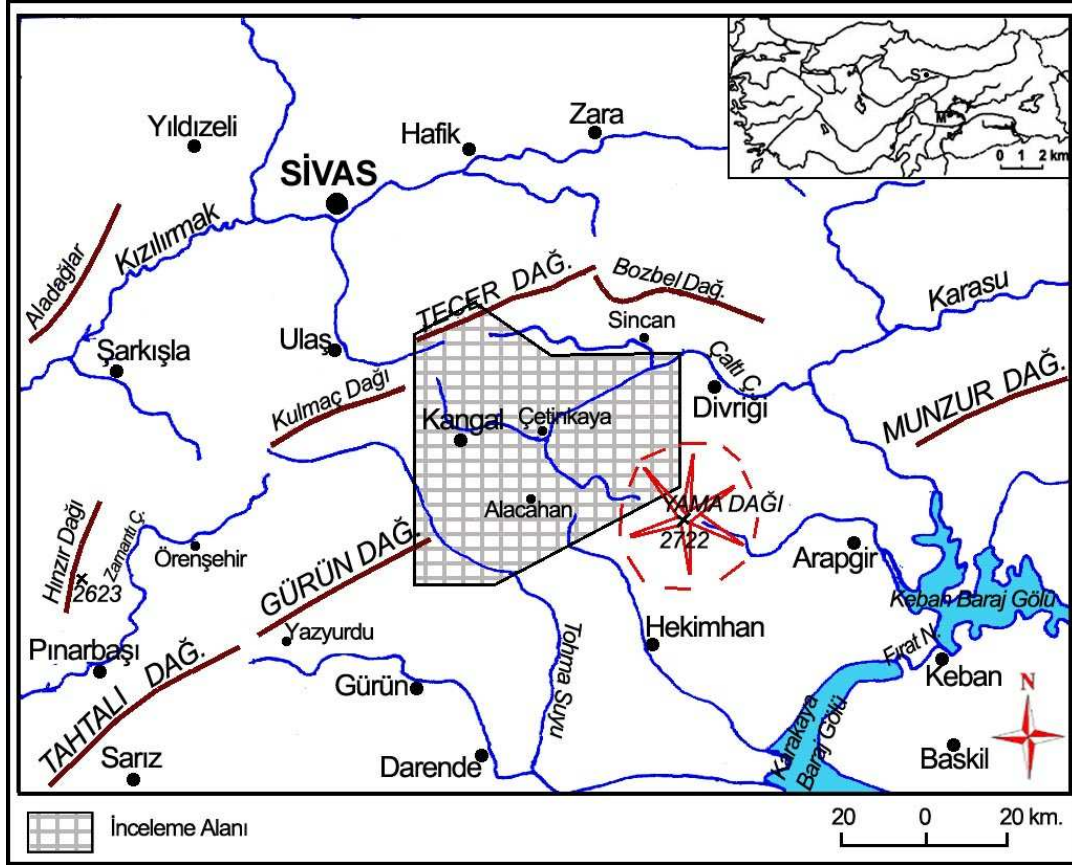 A
S
M
0 1 2 km
Zara
Hafik
Yıldızeli
SİVAS
Kızılırmak
Aladağlar
TEÇER DAĞ.
Bozbel Dağ.
Karasu
Sincan
Ulaş
Şarkışla
Çaltı Ç.
Kulmaç Dağı
Divriği
MUNZUR DAĞ.
Kangal
Çetinkaya
Alacahan
YAMA DAĞI
2722
Hınzır Dağı
2623
Zamantı Ç.
Örenşehir
GÜRÜN DAĞ.
Arapgir
Keban Baraj Gölü
Yazyurdu
Hekimhan
Fırat N.
Pınarbaşı
TAHTALI DAĞ.
Gürün
Tohma Suyu
Keban
N
Karakaya
Baraj Gölü
Sarız
Darende
Baskil
İnceleme Alanı
20 0 20 km.